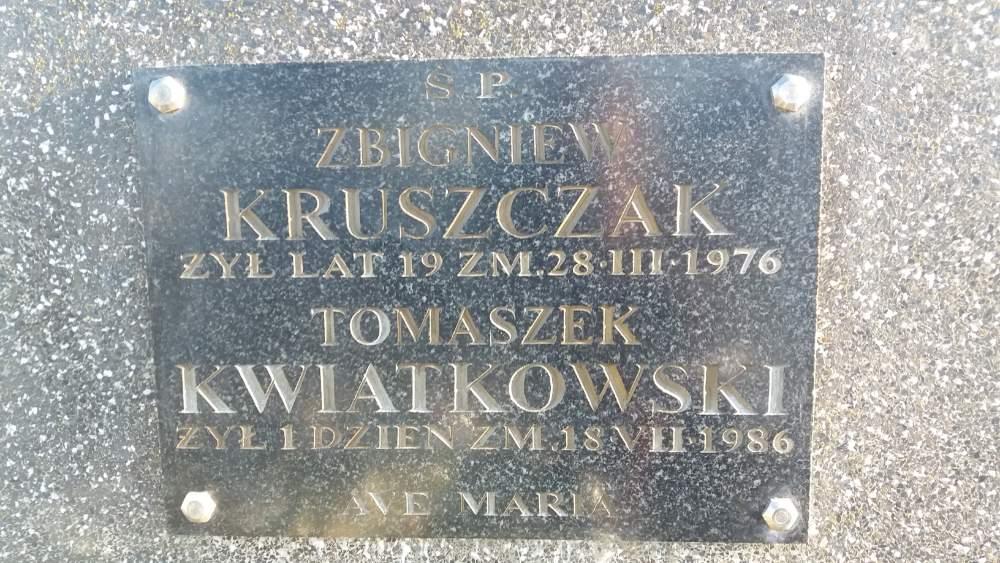 Ś P.
ZBIGNIEW
KRUSZCZAK
ŻYŁ LAT 19 ZM. 28·III·1976
TOMASZEK
KWIATKOWSKI
ŻYŁ 1 DZIEŃ ZM. 18 VII·1986
AVE MARIA